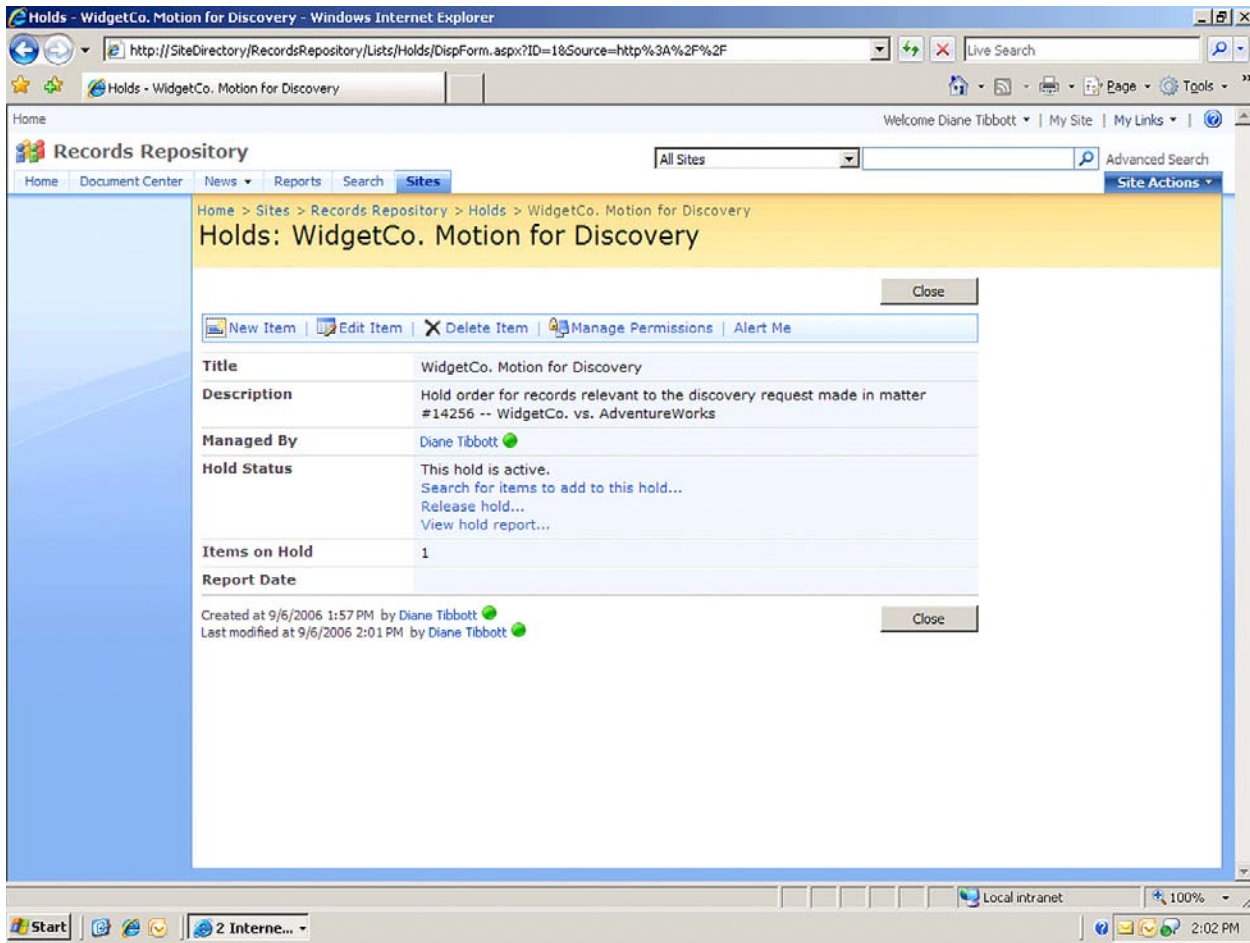 Holds - WidgetCo. Motion for Discovery - Windows Internet Explorer
http://SiteDirectory/RecordsRepository/Lists/Holds/DispForm.aspx?ID=1&Source=http%3A%2F%2F
Live Search
Holds - WidgetCo. Motion for Discovery
Page
Tools
Home
Welcome Diane Tibbott | My Site | My Links |
Records Repository
All Sites
Advanced Search
Home Document Center News Reports Search Sites
Site Actions
Home > Sites > Records Repository > Holds > WidgetCo. Motion for Discovery
Holds: WidgetCo. Motion for Discovery
Close
New Item | Edit Item | Delete Item | Manage Permissions | Alert Me
Title WidgetCo. Motion for Discovery
Description Hold order for records relevant to the discovery request made in matter
#14256 -- WidgetCo. vs. AdventureWorks
Managed By Diane Tibbott
Hold Status This hold is active.
Search for items to add to this hold...
Release hold...
View hold report...
Items on Hold 1
Report Date
Created at 9/6/2006 1:57 PM by Diane Tibbott
Last modified at 9/6/2006 2:01 PM by Diane Tibbott
Close
Local intranet
100%
Start
2 Interne...
2:02 PM